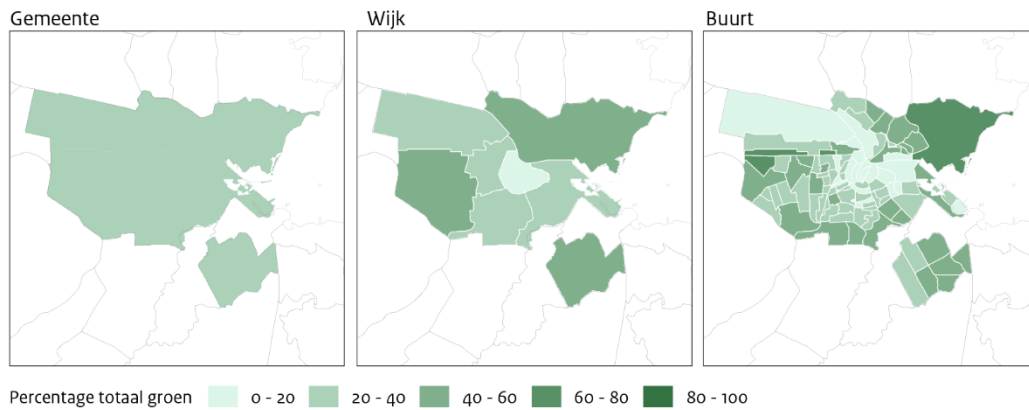 Gemeente
Wijk
Buurt
Percentage totaal groen 0 - 20 20 - 40 40 - 60 60 - 80 80 - 100